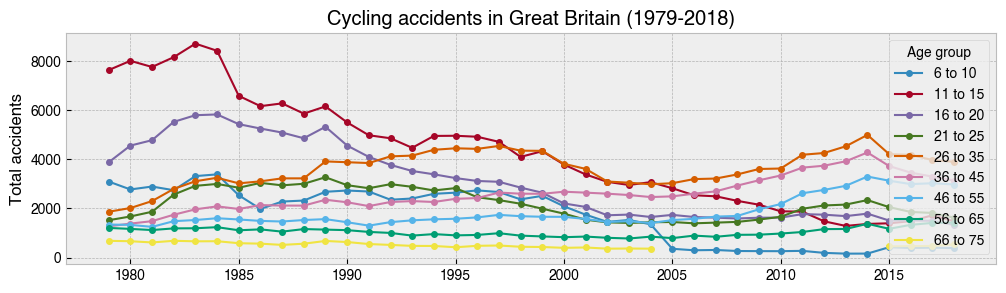 Cycling accidents in Great Britain (1979-2018)
Total accidents
8000
6000
4000
2000
0
1980
1985
1990
1995
2000
2005
2010
2015
Age group
6 to 10
11 to 15
16 to 20
21 to 25
26 to 35
36 to 45
46 to 55
56 to 65
66 to 75